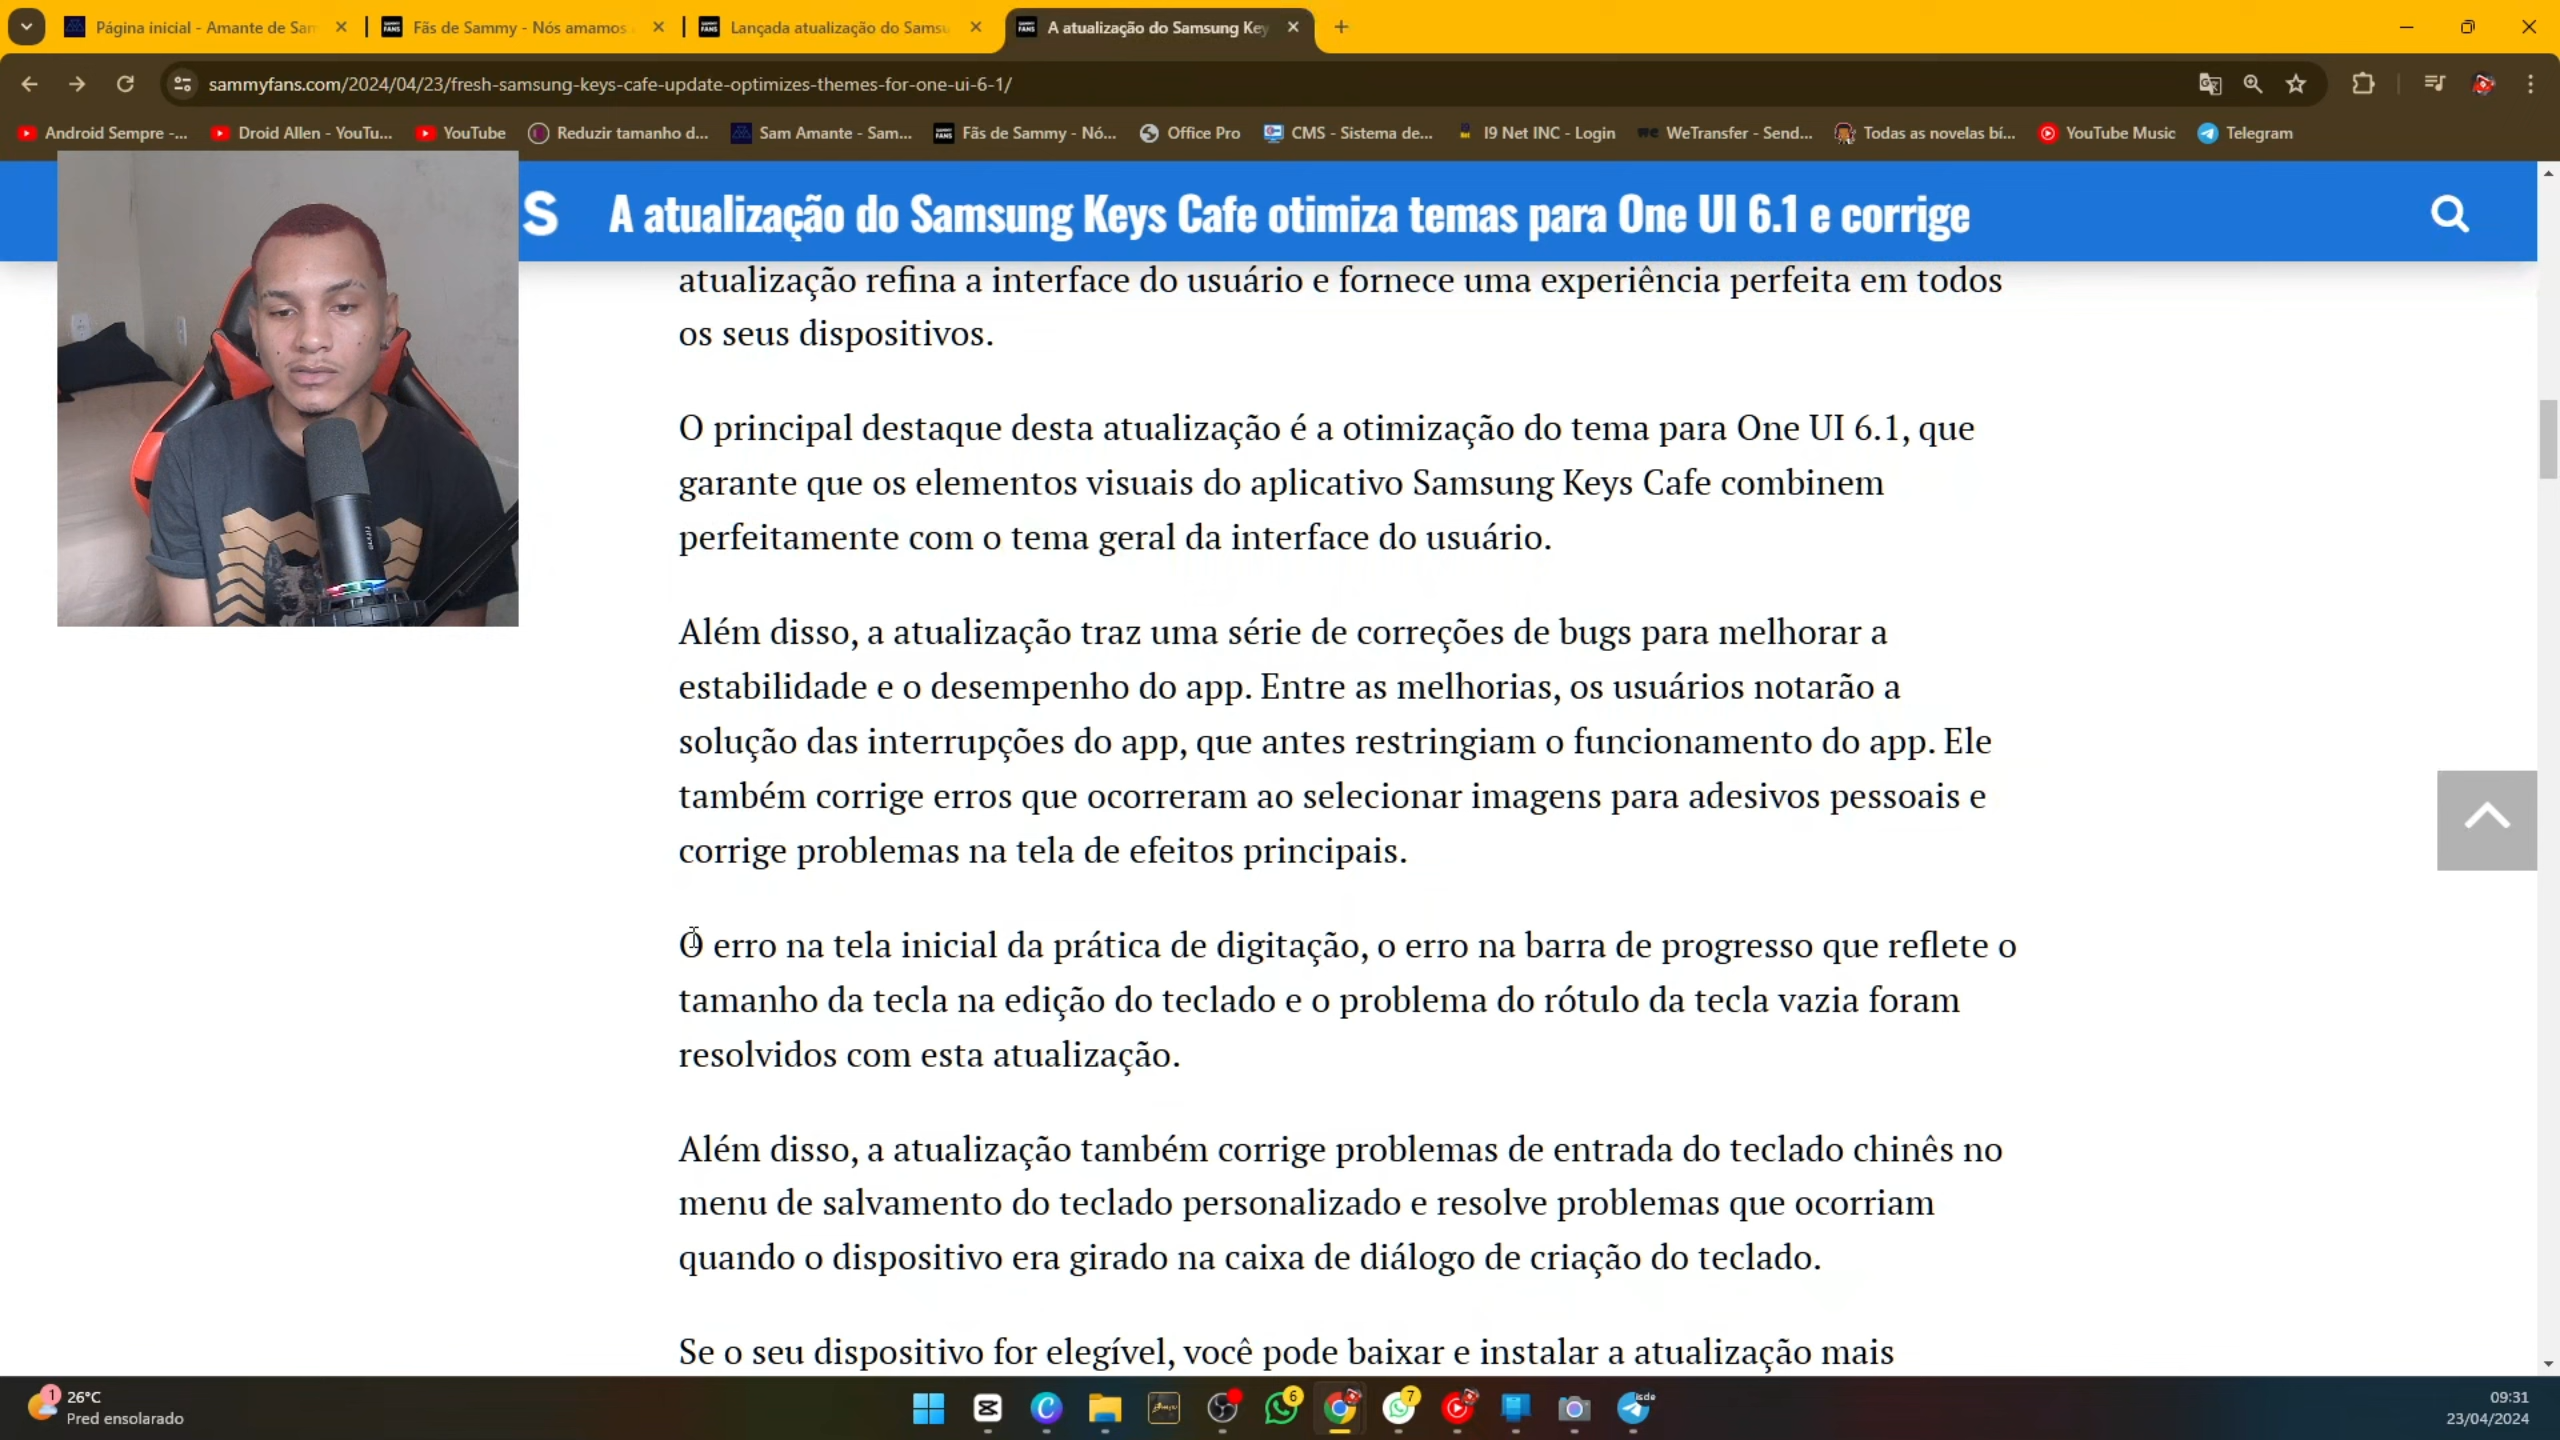 Página inicial - Amante de Sam
Fãs de Sammy - Nós amamos
Lançada atualização do Samsu
A atualização do Samsung Key
sammyfans.com/2024/04/23/fresh-samsung-keys-cafe-update-optimizes-themes-for-one-ui-6-1/
Android Sempre -...
Droid Allen - YouTu...
YouTube
Reduzir tamanho d...
Sam Amante - Sam...
Fãs de Sammy - Nó...
Office Pro
CMS - Sistema de...
I9 Net INC - Login
WeTransfer - Send...
Todas as novelas bí...
YouTube Music
Telegram
S
A atualização do Samsung Keys Cafe otimiza temas para One UI 6.1 e corrige
atualização refina a interface do usuário e fornece uma experiência perfeita em todos
os seus dispositivos.
O principal destaque desta atualização é a otimização do tema para One UI 6.1, que
garante que os elementos visuais do aplicativo Samsung Keys Cafe combinem
perfeitamente com o tema geral da interface do usuário.
Além disso, a atualização traz uma série de correções de bugs para melhorar a
estabilidade e o desempenho do app. Entre as melhorias, os usuários notarão a
solução das interrupções do app, que antes restringiam o funcionamento do app. Ele
também corrige erros que ocorreram ao selecionar imagens para adesivos pessoais e
corrige problemas na tela de efeitos principais.
O erro na tela inicial da prática de digitação, o erro na barra de progresso que reflete o
tamanho da tecla na edição do teclado e o problema do rótulo da tecla vazia foram
resolvidos com esta atualização.
Além disso, a atualização também corrige problemas de entrada do teclado chinês no
menu de salvamento do teclado personalizado e resolve problemas que ocorriam
quando o dispositivo era girado na caixa de diálogo de criação do teclado.
Se o seu dispositivo for elegível, você pode baixar e instalar a atualização mais
1
26°C
Pred ensolarado
6
7
09:31
23/04/2024